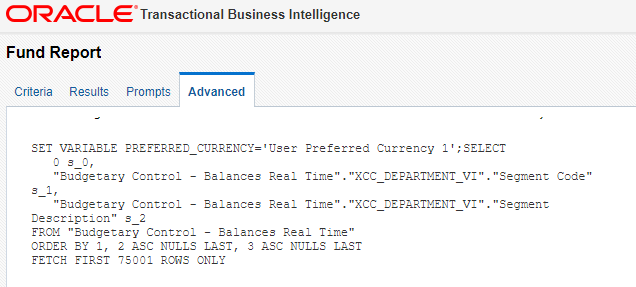 ORACLE® Transactional Business Intelligence
Fund Report
Criteria Results Prompts Advanced
SET VARIABLE PREFERRED_CURRENCY='User Preferred Currency 1';SELECT
0 s_0,
"Budgetary Control - Balances Real Time"."XCC_DEPARTMENT_VI"."Segment Code"
s_1,
"Budgetary Control - Balances Real Time"."XCC_DEPARTMENT_VI"."Segment
Description" s_2
FROM "Budgetary Control - Balances Real Time"
ORDER BY 1, 2 ASC NULLS LAST, 3 ASC NULLS LAST
FETCH FIRST 75001 ROWS ONLY